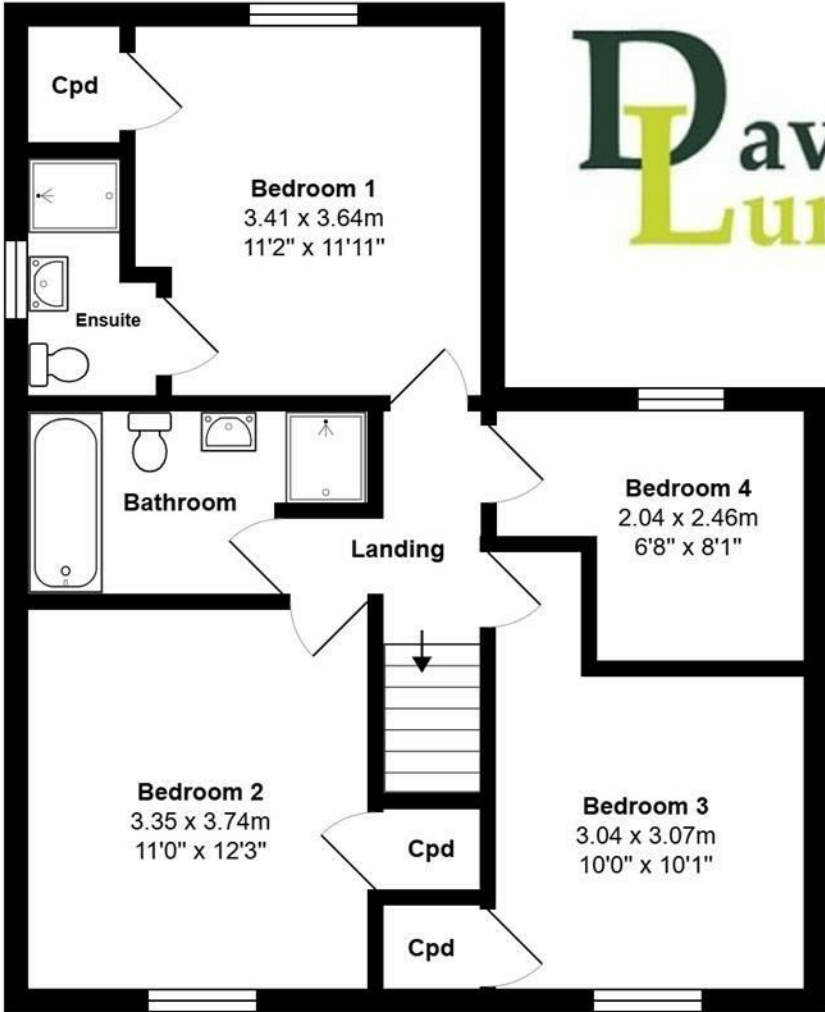 Cpd
Bedroom 1
3.41 x 3.64m
11'2" x 11'11"
Ensuite
Bathroom
Landing
Bedroom 4
2.04 x 2.46m
6'8" x 8'1"
Bedroom 2
3.35 x 3.74m
11'0" x 12'3"
Cpd
Cpd
Bedroom 3
3.04 x 3.07m
10'0" x 10'1"